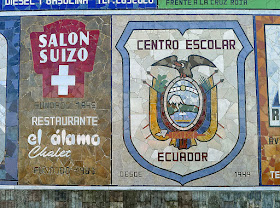 DIESEL Y GASOLINA
FRENTE A LA CRUZ ROJA
SALON
SUIZO
RESTAURANTE
el álamo
Chalet
CENTRO ESCOLAR
ECUADOR
DESDE 1944